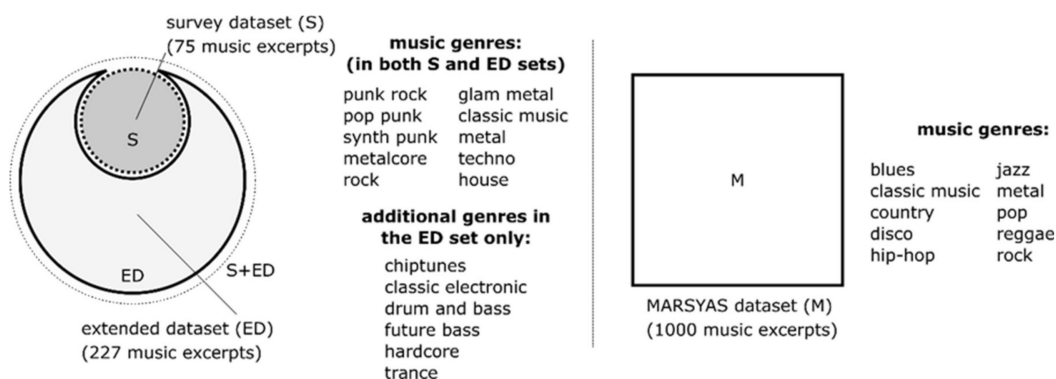 survey dataset (S)
(75 music excerpts)
S
ED
S+ED
extended dataset (ED)
(227 music excerpts)
music genres:
(in both S and ED sets)
punk rock glam metal
pop punk classic music
synth punk metal
metalcore techno
rock house
additional genres in
the ED set only:
chiptunes
classic electronic
drum and bass
future bass
hardcore
trance
M
MARSYAS dataset (M)
(1000 music excerpts)
music genres:
blues jazz
classic music metal
country pop
disco reggae
hip-hop rock